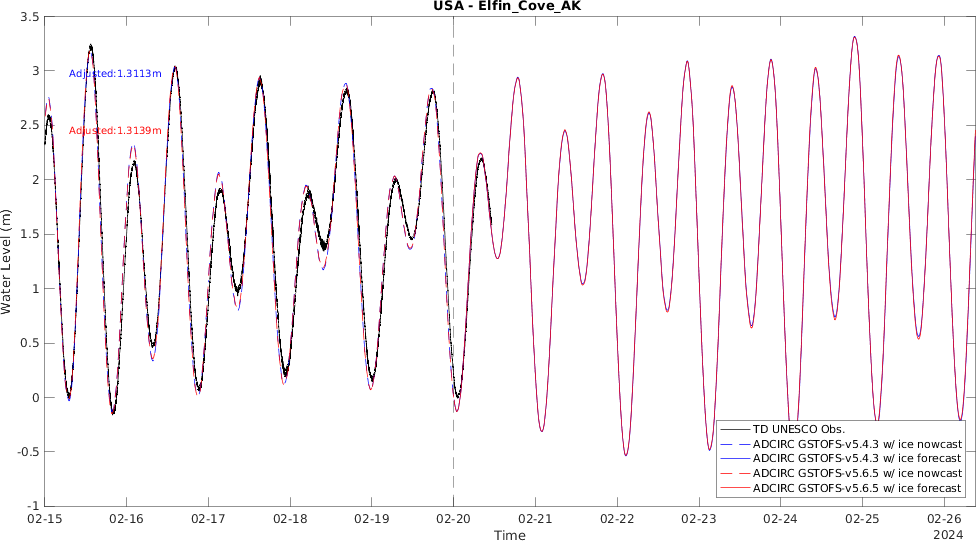 USA - Elfin_Cove_AK
3.5
3
2.5
2
1.5
1
0.5
0
-0.5
-1
Water Level (m)
Adjusted:1.3113m
Adjusted:1.3139m
TD UNESCO Obs.
ADCIRC GSTOFS-v5.4.3 w/ ice nowcast
ADCIRC GSTOFS-v5.4.3 w/ ice forecast
ADCIRC GSTOFS-v5.6.5 w/ ice nowcast
ADCIRC GSTOFS-v5.6.5 w/ ice forecast
02-15 02-16 02-17 02-18 02-19 02-20 02-21 02-22 02-23 02-24 02-25 02-26
Time
2024